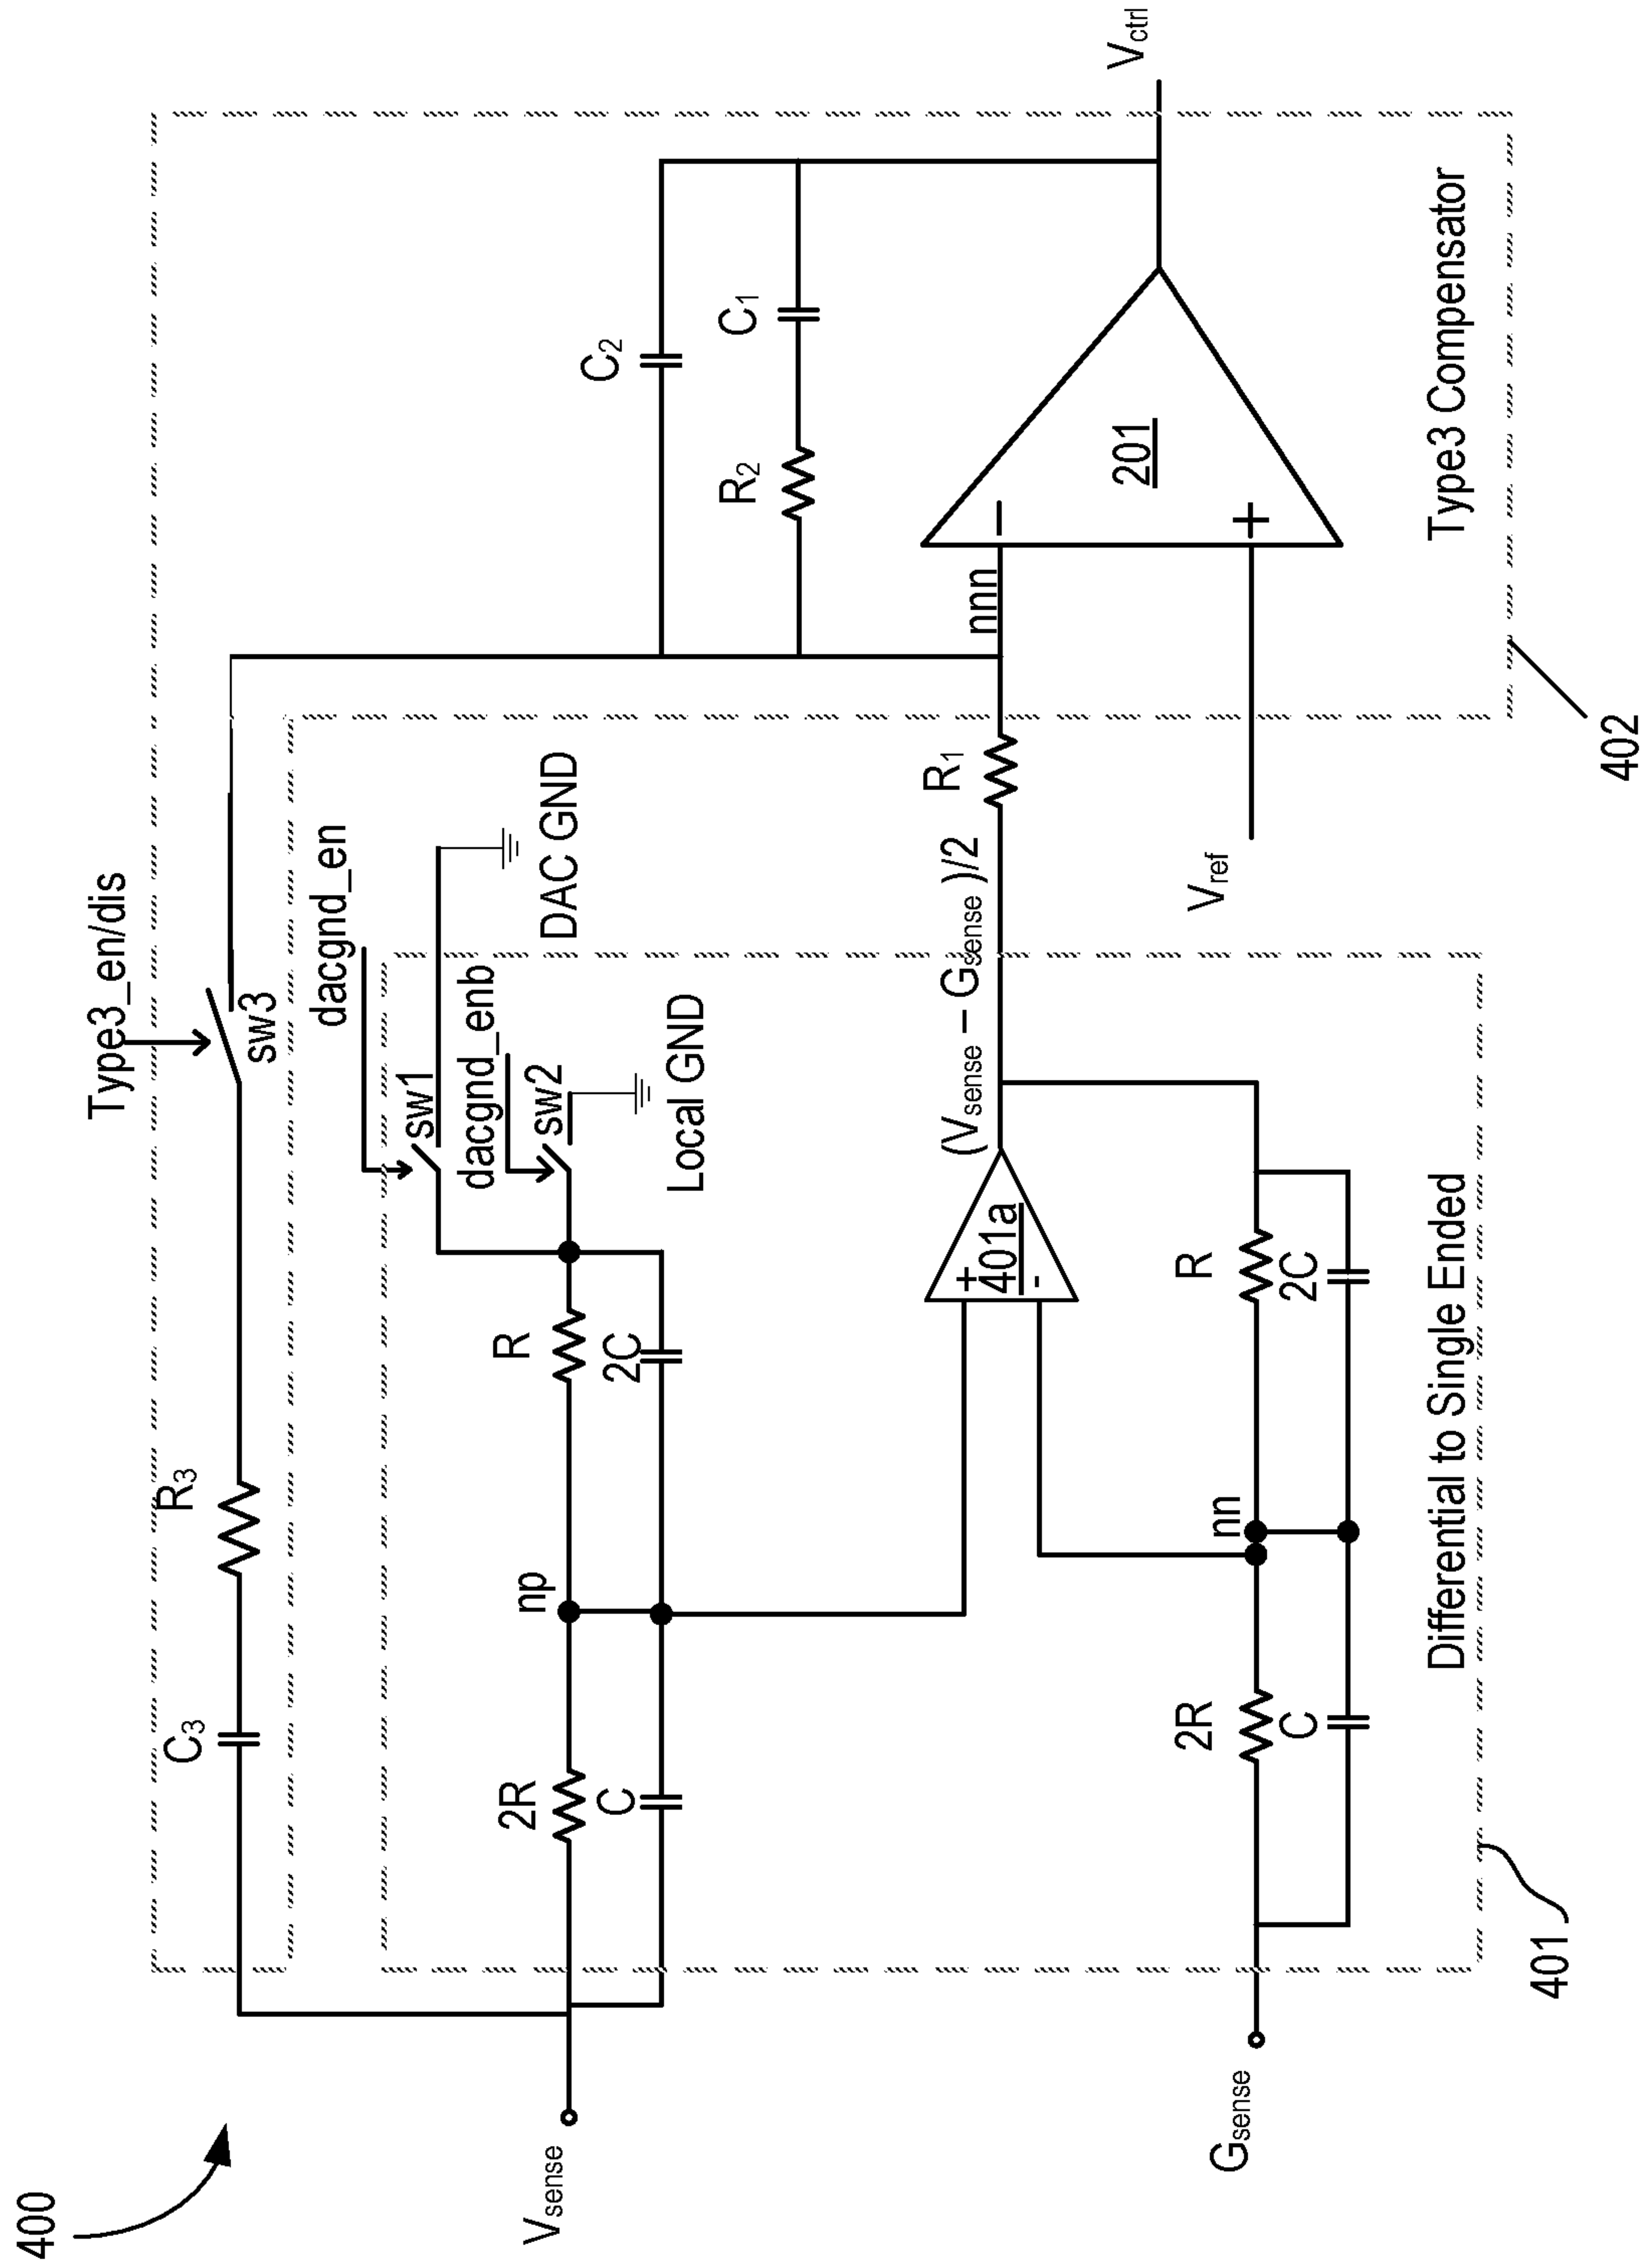 400
Type3_en/dis
C₃
R₃
sw3
dacgnd_en
sw1
DAC GND
dacgnd_enb
sw2
Local GND
Vsense
2R
C
np
R
2C
C₂
R₂
C₁
+
401a
-
(Vsense – Gsense )/2
R₁
nnn
–
201
+
Vctrl
Vref
Gsense
2R
C
nn
R
2C
Differential to Single Ended
Type3 Compensator
401
402